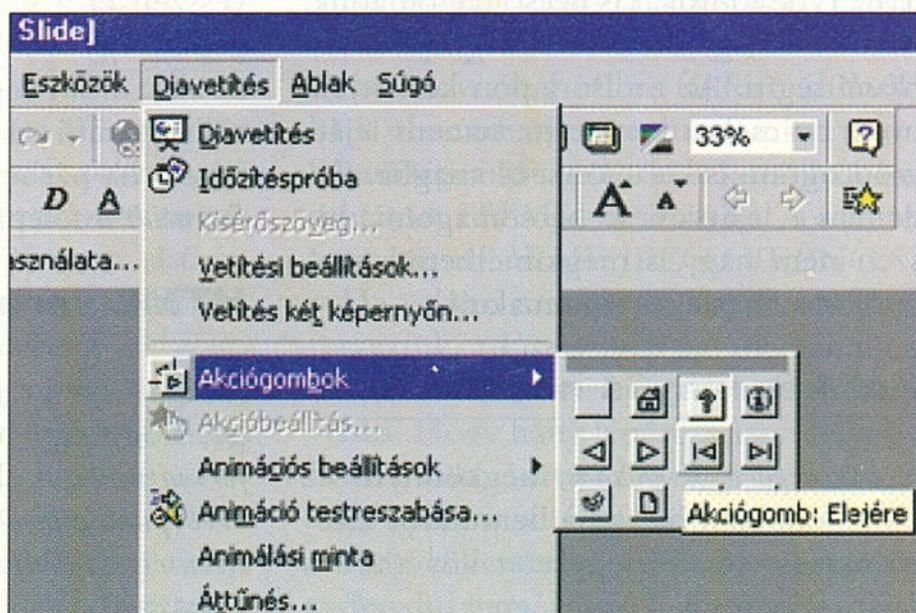 Slide]
Eszközök Diavetítés Ablak Súgó
Diavetítés
33%
Időzítéspróba
D A
A A
Kísérőszöveg...
asználata...
Vetítési beállítások...
Vetítés két képernyőn...
Akciógombok
Akcióbeállítás...
Animációs beállítások
Animáció testreszabása...
Akciógomb: Elejére
Animálási minta
Áttűnés...